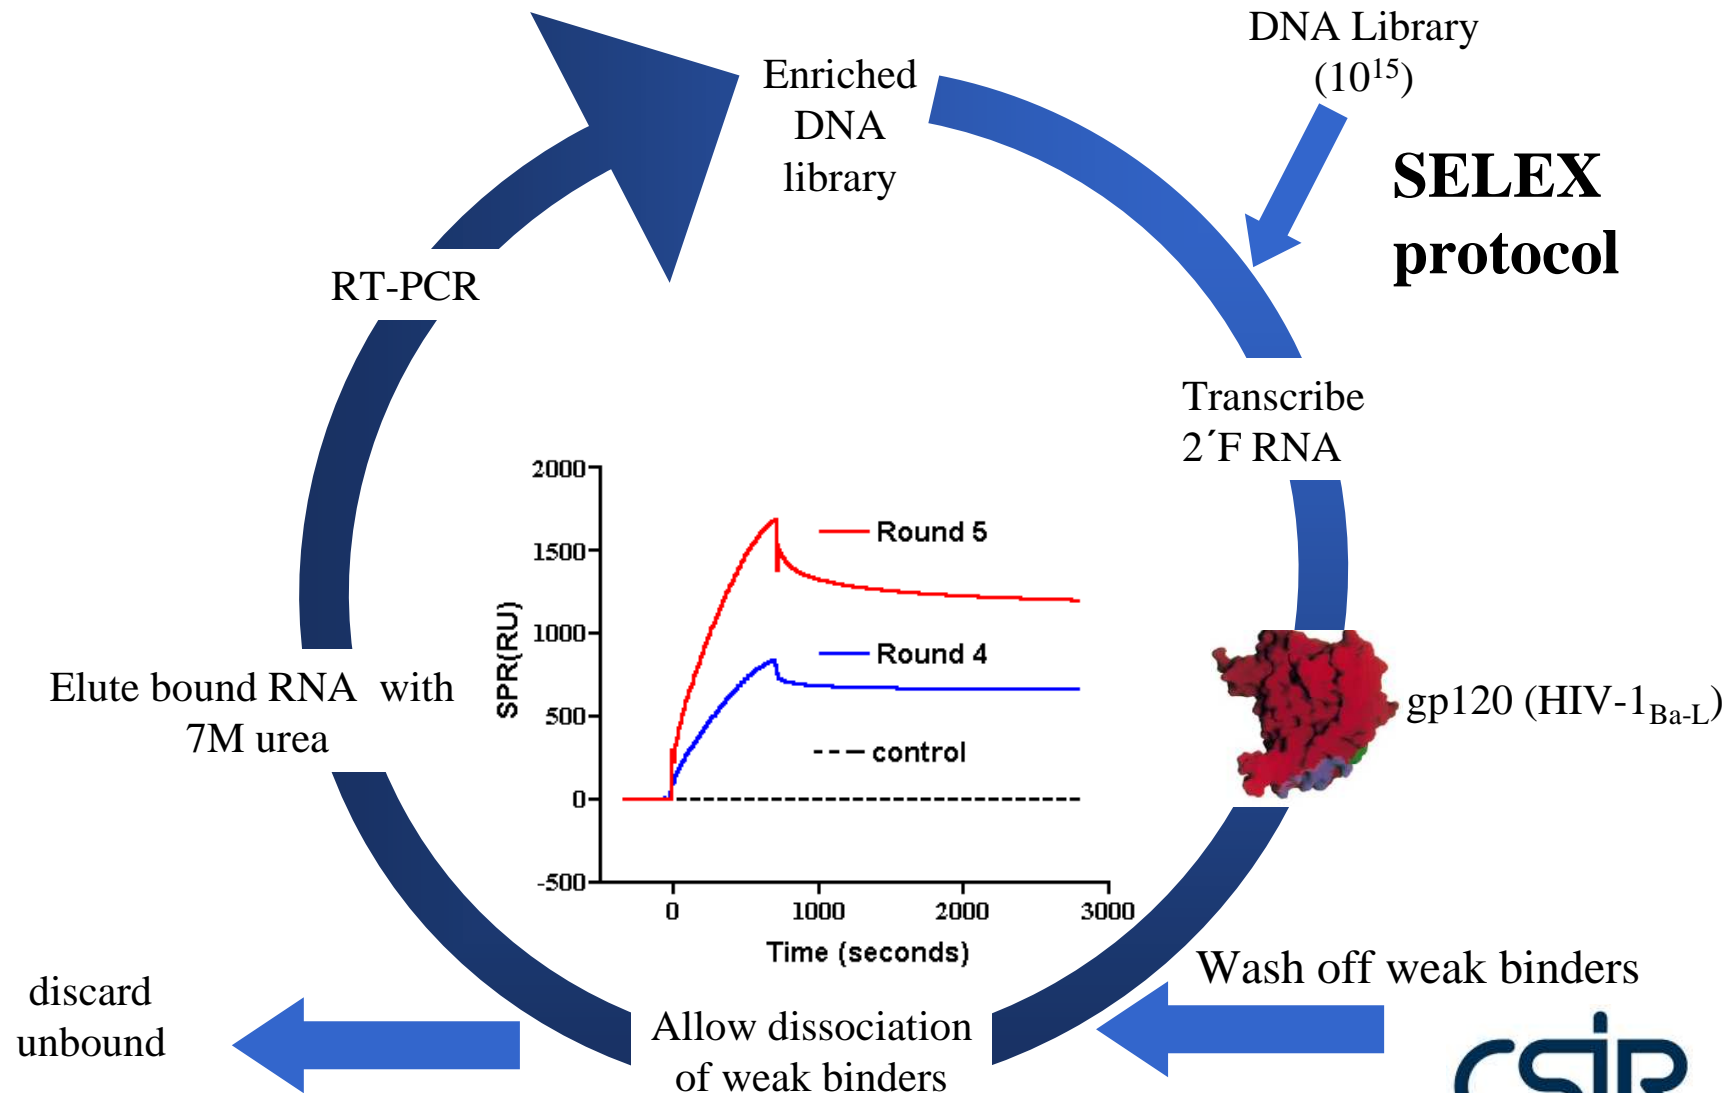 DNA Library
(10¹⁵)
SELEX
protocol
Enriched
DNA
library
RT-PCR
Transcribe
2´F RNA
2000
1500
1000
500
0
-500
SPR(RU)
Round 5
Round 4
control
0
1000
2000
3000
Time (seconds)
gp120 (HIV-1Ba-L)
Elute bound RNA with
7M urea
Wash off weak binders
Allow dissociation
of weak binders
discard
unbound
CSIR